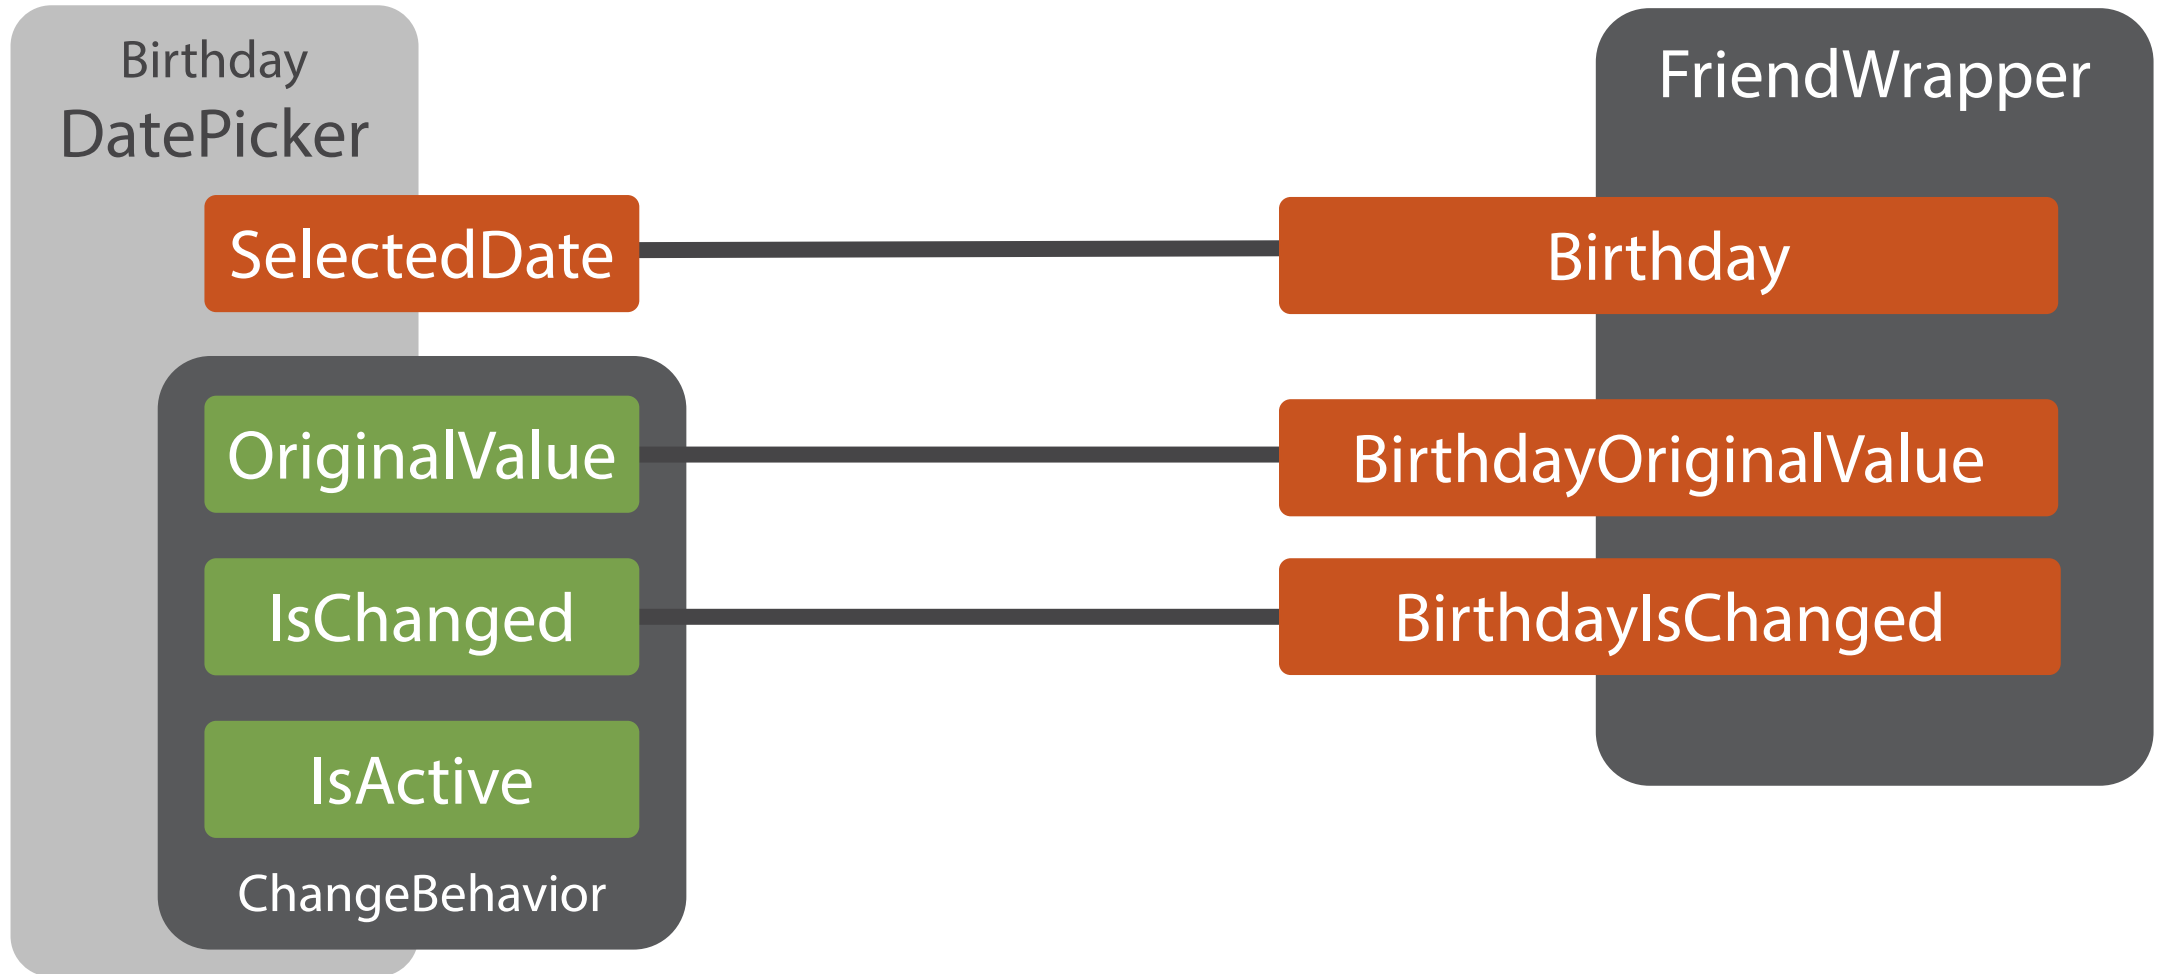 Birthday
DatePicker
SelectedDate
OriginalValue
IsChanged
IsActive
ChangeBehavior
FriendWrapper
Birthday
BirthdayOriginalValue
BirthdayIsChanged